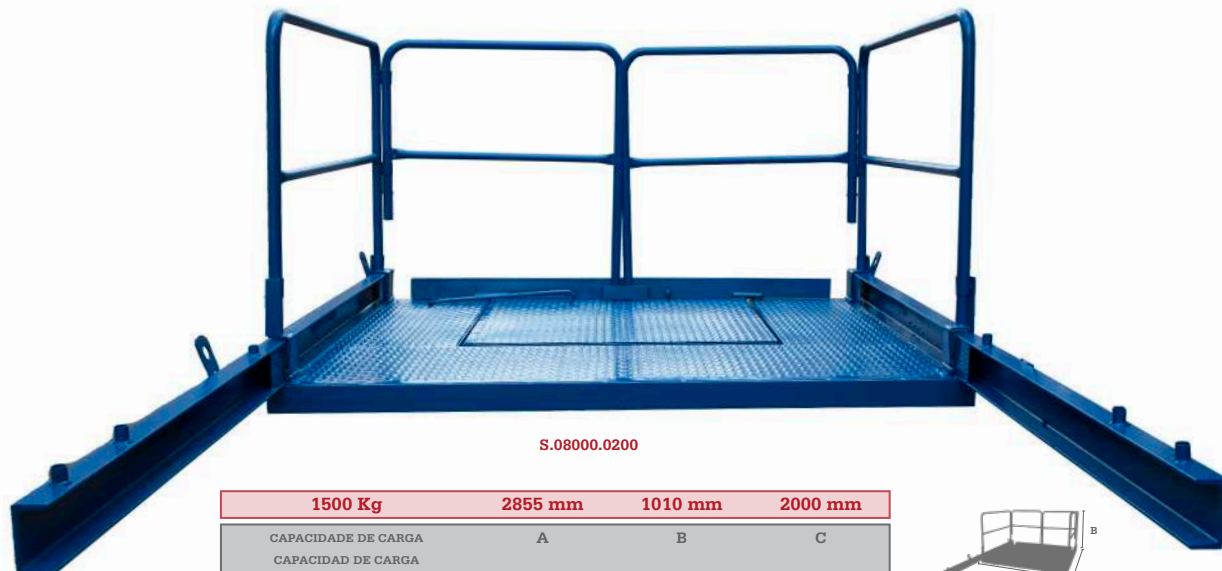 S.08000.0200
1500 Kg 2855 mm 1010 mm 2000 mm
CAPACIDADE DE CARGA A B C
CAPACIDAD DE CARGA
B